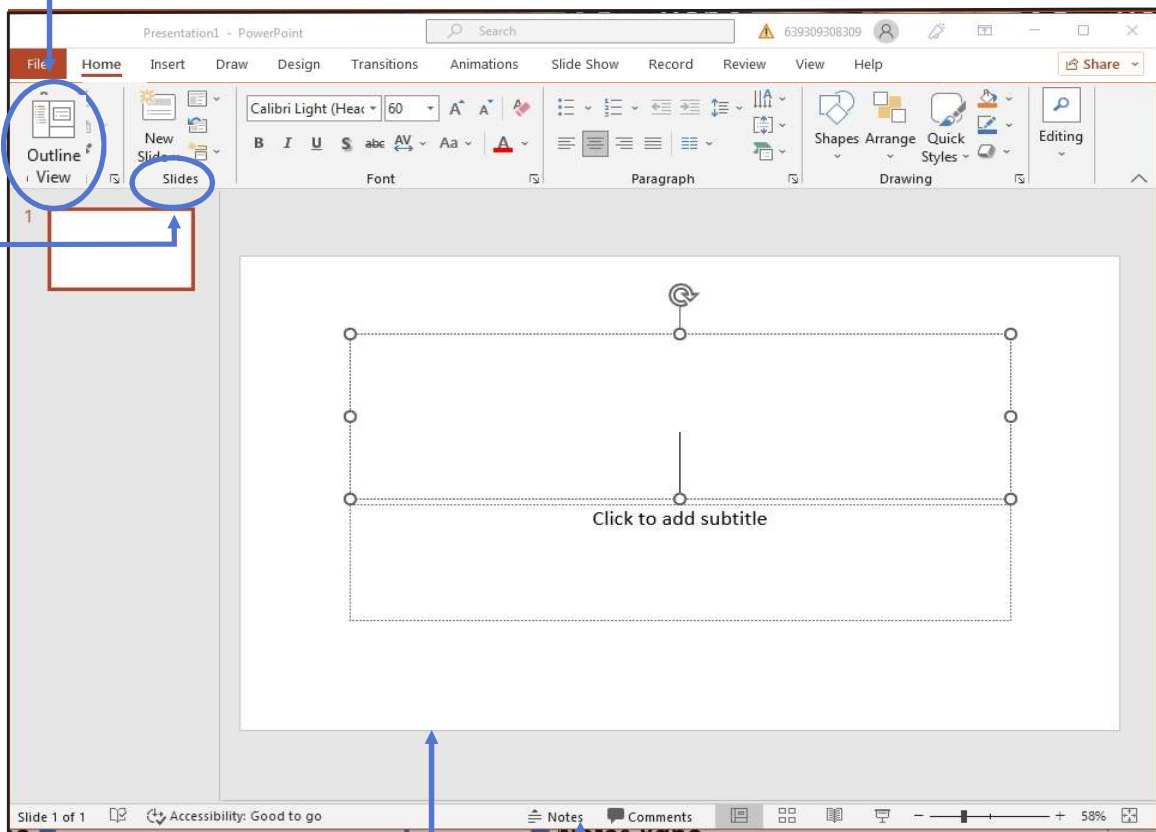 Presentation1 - PowerPoint
Search
639309308309
File Home Insert Draw Design Transitions Animations Slide Show Record Review View Help Share
Calibri Light (Head 60 A A
Outline View
New Slide
B I U S abc AV Aa A
Shapes Arrange Quick Styles
Editing
Slides Font Paragraph Drawing
1
Click to add subtitle
Slide 1 of 1 Accessibility: Good to go Notes Comments 58%